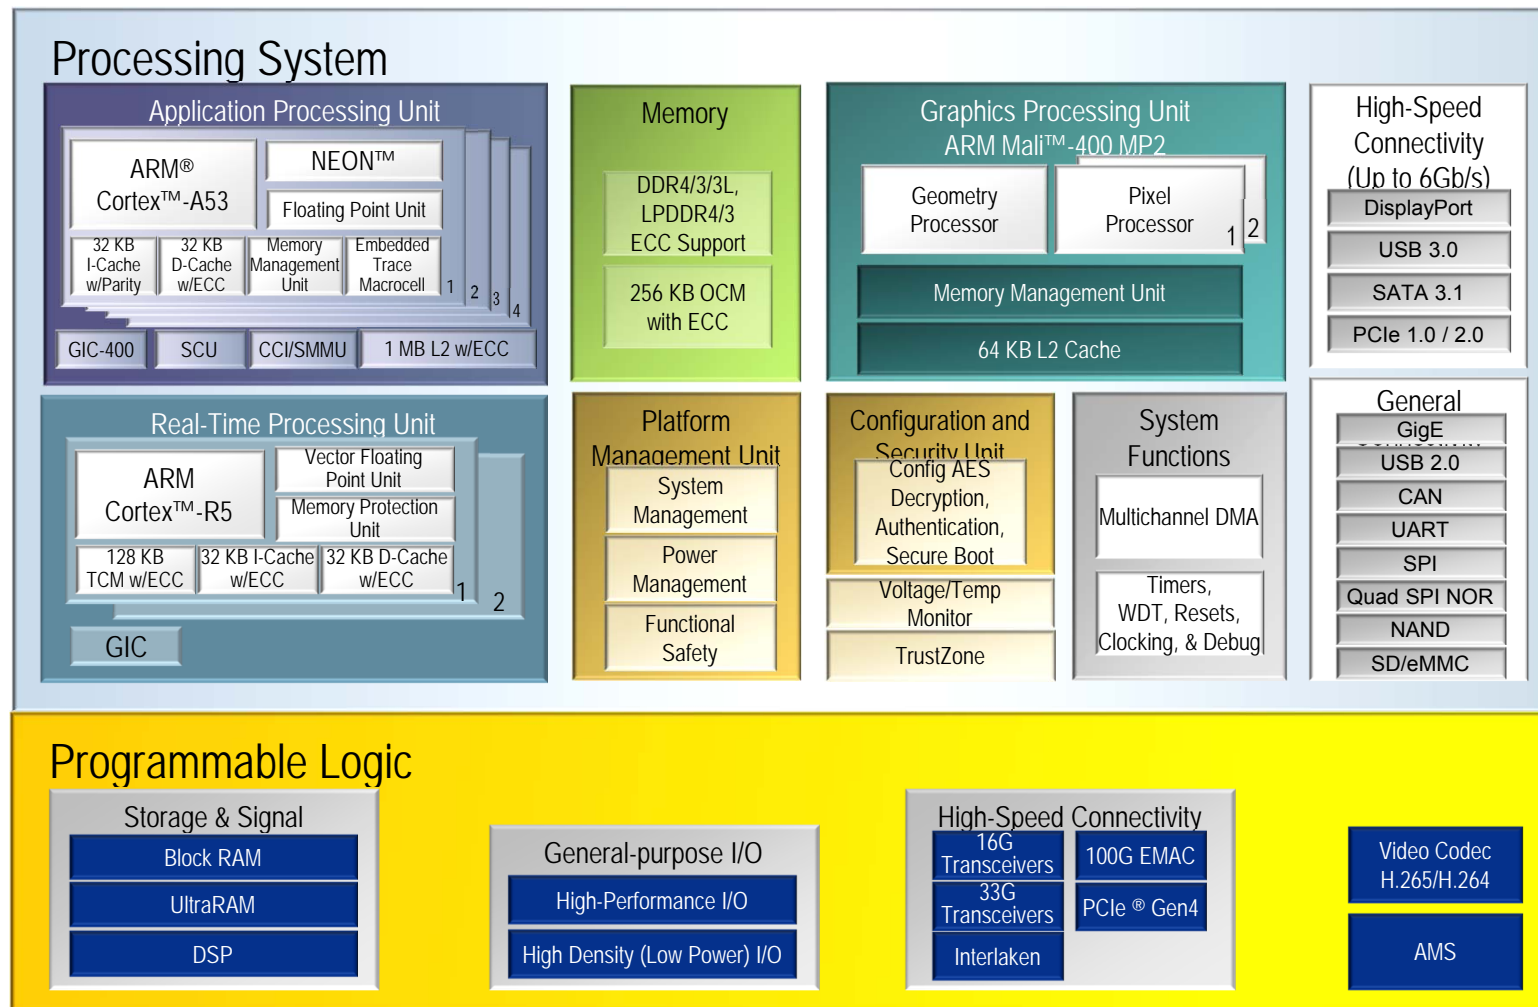 Processing System
Application Processing Unit
ARM®
Cortex™-A53
NEON™
Floating Point Unit
32 KB
I-Cache
w/Parity
32 KB
D-Cache
w/ECC
Memory
Management
Unit
Embedded
Trace
Macrocell
1
2
3
4
GIC-400
SCU
CCI/SMMU
1 MB L2 w/ECC
Memory
DDR4/3/3L,
LPDDR4/3
ECC Support
256 KB OCM
with ECC
Graphics Processing Unit
ARM Mali™-400 MP2
Geometry
Processor
Pixel
Processor
1
2
Memory Management Unit
64 KB L2 Cache
High-Speed
Connectivity
(Up to 6Gb/s)
DisplayPort
USB 3.0
SATA 3.1
PCIe 1.0 / 2.0
Real-Time Processing Unit
ARM
Cortex™-R5
Vector Floating
Point Unit
Memory Protection
Unit
128 KB
TCM w/ECC
32 KB I-Cache
w/ECC
32 KB D-Cache
w/ECC
1
2
GIC
Platform
Management Unit
System
Management
Power
Management
Functional
Safety
Configuration and
Security Unit
Config AES
Decryption,
Authentication,
Secure Boot
Voltage/Temp
Monitor
TrustZone
System
Functions
Multichannel DMA
Timers,
WDT, Resets,
Clocking, & Debug
General
GigE
USB 2.0
CAN
UART
SPI
Quad SPI NOR
NAND
SD/eMMC
Programmable Logic
Storage & Signal
Block RAM
UltraRAM
DSP
General-purpose I/O
High-Performance I/O
High Density (Low Power) I/O
High-Speed Connectivity
16G
Transceivers
33G
Transceivers
Interlaken
100G EMAC
PCIe ® Gen4
Video Codec
H.265/H.264
AMS